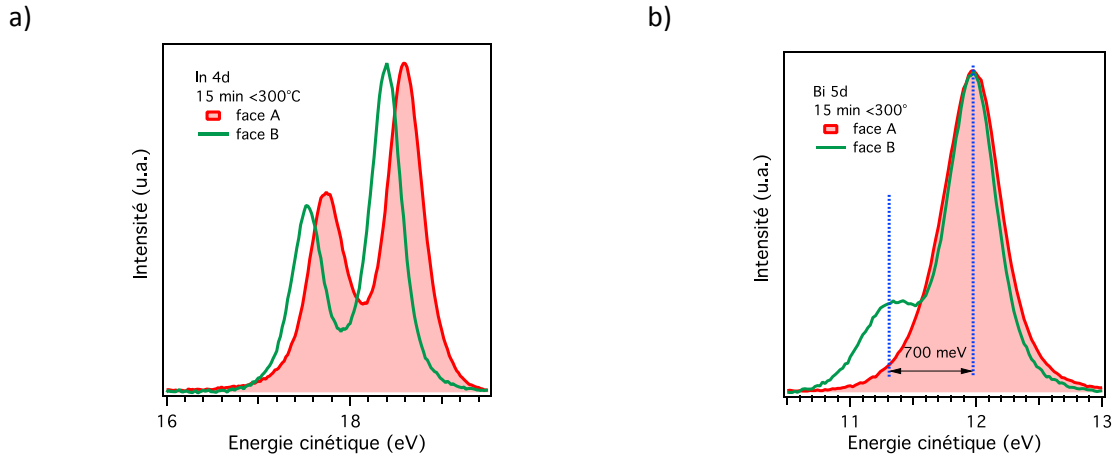 a)
In 4d
15 min <300°C
face A
face B
Intensité (u.a.)
16
18
Energie cinétique (eV)
b)
Bi 5d
15 min <300°
face A
face B
700 meV
Intensité (u.a.)
11
12
13
Energie cinétique (eV)